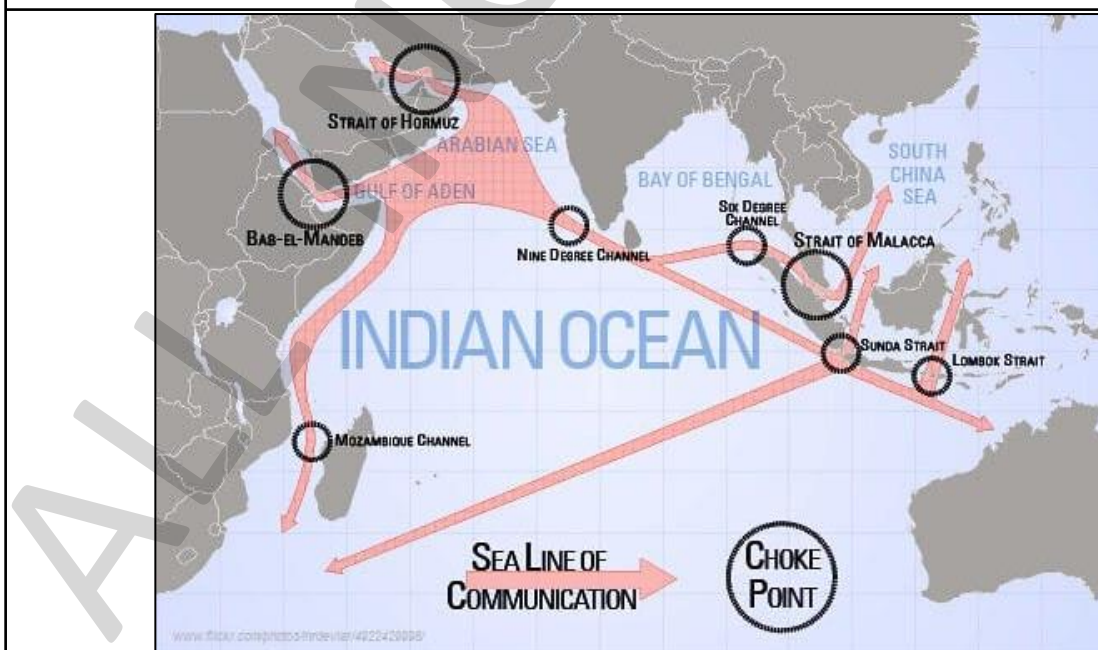 STRAIT OF HORMUZ
ARABIAN SEA
GULF OF ADEN
BAB-EL-MANDEB
BAY OF BENGAL
SOUTH
CHINA
SEA
SIX DEGREE
CHANNEL
STRAIT OF MALACCA
NINE DEGREE CHANNEL
INDIAN OCEAN
SUNDA STRAIT
LOMBOK STRAIT
MOZAMBIQUE CHANNEL
SEA LINE OF
COMMUNICATION
CHOKE
POINT